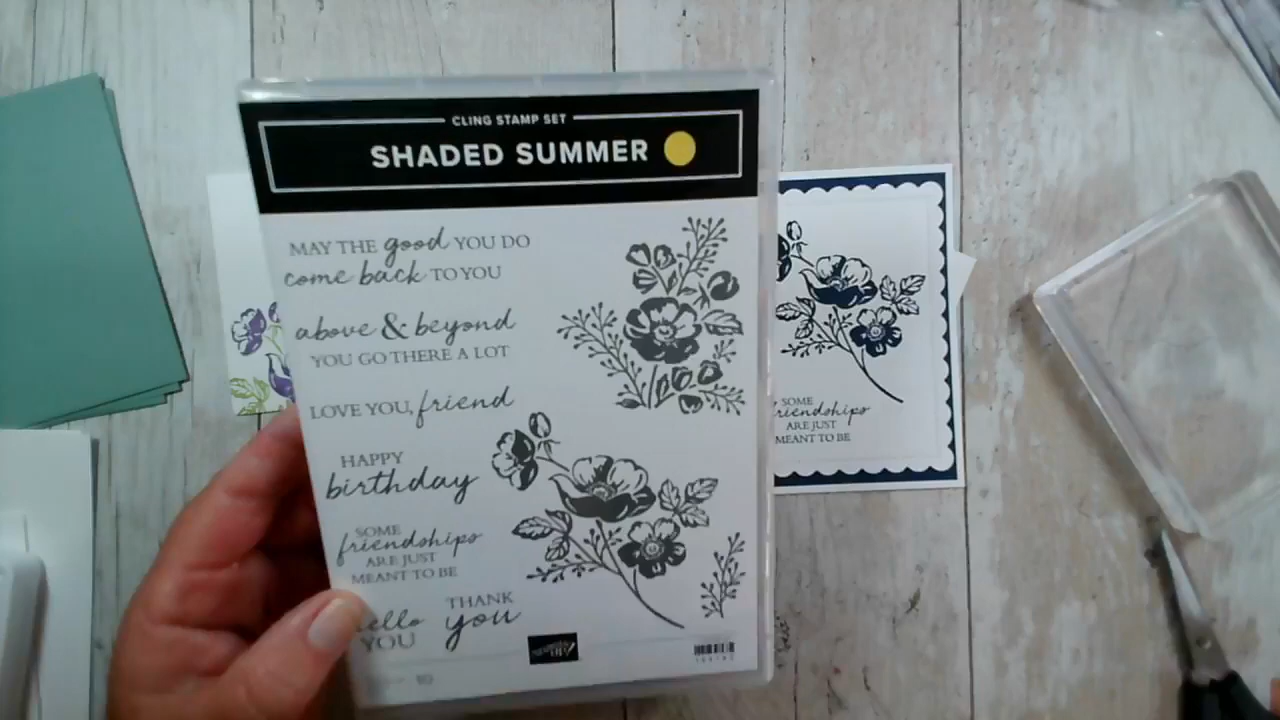 CLING STAMP SET
SHADED SUMMER
MAY THE good YOU DO
come back TO YOU
above & beyond
YOU GO THERE A LOT
LOVE YOU, friend
HAPPY
birthday
SOME
friendships
ARE JUST
MEANT TO BE
THANK
you
YOU
10
SOME
friendships
ARE JUST
MEANT TO BE